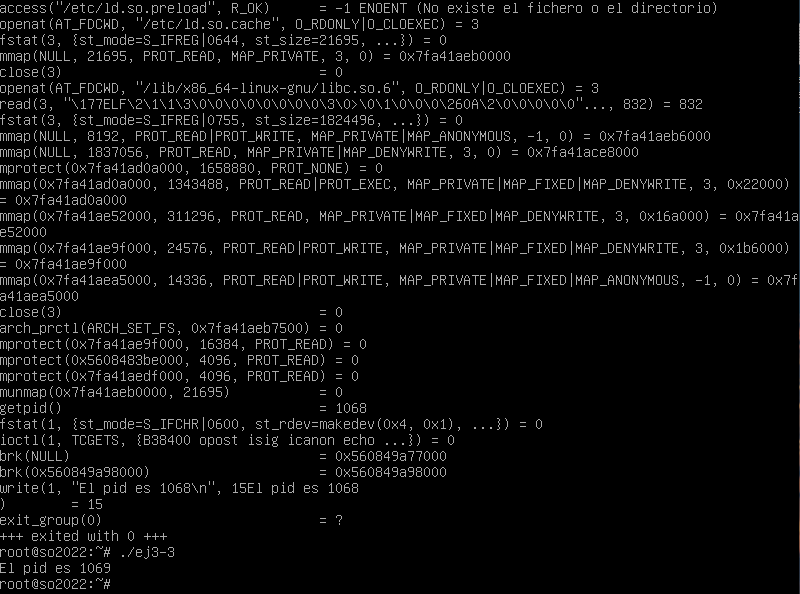 access("/etc/ld.so.preload", R_OK)      = -1 ENOENT (No existe el fichero o el directorio)
openat(AT_FDCWD, "/etc/ld.so.cache", O_RDONLY|O_CLOEXEC) = 3
fstat(3, {st_mode=S_IFREG|0644, st_size=21695, ...}) = 0
mmap(NULL, 21695, PROT_READ, MAP_PRIVATE, 3, 0) = 0x7fa41aeb0000
close(3)                                = 0
openat(AT_FDCWD, "/lib/x86_64-linux-gnu/libc.so.6", O_RDONLY|O_CLOEXEC) = 3
read(3, "\177ELF\2\1\1\3\0\0\0\0\0\0\0\0\3\0>\0\1\0\0\0\260A\2\0\0\0\0\0"..., 832) = 832
fstat(3, {st_mode=S_IFREG|0755, st_size=1824496, ...}) = 0
mmap(NULL, 8192, PROT_READ|PROT_WRITE, MAP_PRIVATE|MAP_ANONYMOUS, -1, 0) = 0x7fa41aeb6000
mmap(NULL, 1837056, PROT_READ, MAP_PRIVATE|MAP_DENYWRITE, 3, 0) = 0x7fa41ace8000
mprotect(0x7fa41ad0a000, 1658880, PROT_NONE) = 0
mmap(0x7fa41ad0a000, 1343488, PROT_READ|PROT_EXEC, MAP_PRIVATE|MAP_FIXED|MAP_DENYWRITE, 3, 0x22000)
= 0x7fa41ad0a000
mmap(0x7fa41ae52000, 311296, PROT_READ, MAP_PRIVATE|MAP_FIXED|MAP_DENYWRITE, 3, 0x16a000) = 0x7fa41a
e52000
mmap(0x7fa41ae9f000, 24576, PROT_READ|PROT_WRITE, MAP_PRIVATE|MAP_FIXED|MAP_DENYWRITE, 3, 0x1b6000)
= 0x7fa41ae9f000
mmap(0x7fa41aea5000, 14336, PROT_READ|PROT_WRITE, MAP_PRIVATE|MAP_FIXED|MAP_ANONYMOUS, -1, 0) = 0x7f
a41aea5000
close(3)                                = 0
arch_prctl(ARCH_SET_FS, 0x7fa41aeb7500) = 0
mprotect(0x7fa41ae9f000, 16384, PROT_READ) = 0
mprotect(0x5608483be000, 4096, PROT_READ) = 0
mprotect(0x7fa41aedf000, 4096, PROT_READ) = 0
munmap(0x7fa41aeb0000, 21695)           = 0
getpid()                                = 1068
fstat(1, {st_mode=S_IFCHR|0600, st_rdev=makedev(0x4, 0x1), ...}) = 0
ioctl(1, TCGETS, {B38400 opost isig icanon echo ...}) = 0
brk(NULL)                               = 0x560849a77000
brk(0x560849a98000)                     = 0x560849a98000
write(1, "El pid es 1068\n", 15El pid es 1068
)         = 15
exit_group(0)                           = ?
+++ exited with 0 +++
root@so2022:~# ./ej3-3
El pid es 1069
root@so2022:~#